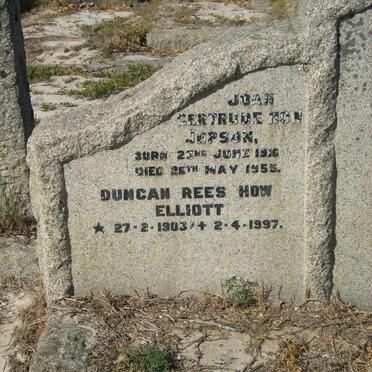 JOAN
GERTRUDE HOW
JEPSON,
BORN 23RD JUNE 1916
DIED 26TH MAY 1955.
DUNCAN REES HOW
ELLIOTT
★ 27-2-1903/+ 2-4-1997.